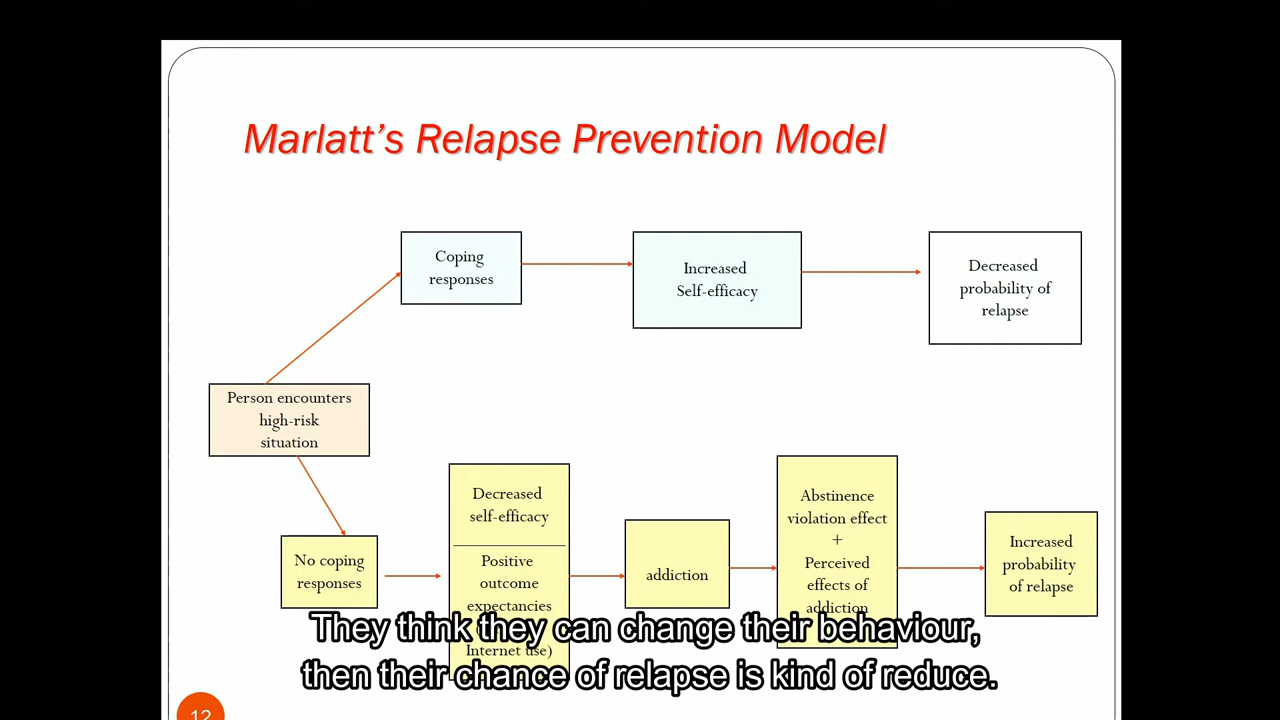 Marlatt's Relapse Prevention Model
Coping
responses
Increased
Self-efficacy
Decreased
probability of
relapse
Person encounters
high-risk
situation
No coping
responses
Decreased
self-efficacy
Positive
outcome
expectancies
Internet use)
addiction
Abstinence
violation effect
+
Perceived
effects of
addiction
Increased
probability
of relapse
They think they can change their behaviour,
then their chance of relapse is kind of reduce.
12